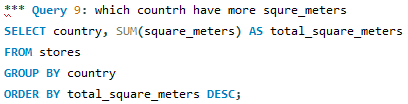 *** Query 9: which countrh have more squre_meters
SELECT country, SUM(square_meters) AS total_square_meters
FROM stores
GROUP BY country
ORDER BY total_square_meters DESC;